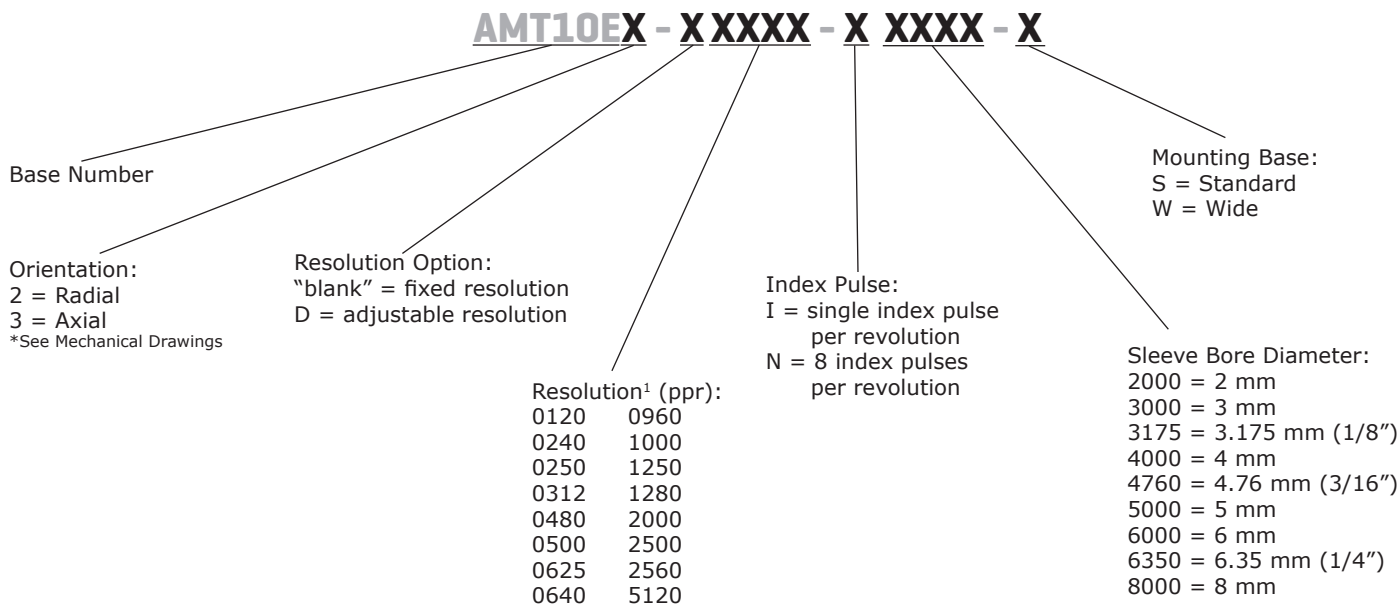 AMT10EX - X XXXX - X XXXX - X
Base Number
Orientation:
2 = Radial
3 = Axial
*See Mechanical Drawings
Resolution Option:
“blank” = fixed resolution
D = adjustable resolution
Resolution¹ (ppr):
0120 0960
0240 1000
0250 1250
0312 1280
0480 2000
0500 2500
0625 2560
0640 5120
Index Pulse:
I = single index pulse
per revolution
N = 8 index pulses
per revolution
Sleeve Bore Diameter:
2000 = 2 mm
3000 = 3 mm
3175 = 3.175 mm (1/8”)
4000 = 4 mm
4760 = 4.76 mm (3/16”)
5000 = 5 mm
6000 = 6 mm
6350 = 6.35 mm (1/4”)
8000 = 8 mm
Mounting Base:
S = Standard
W = Wide